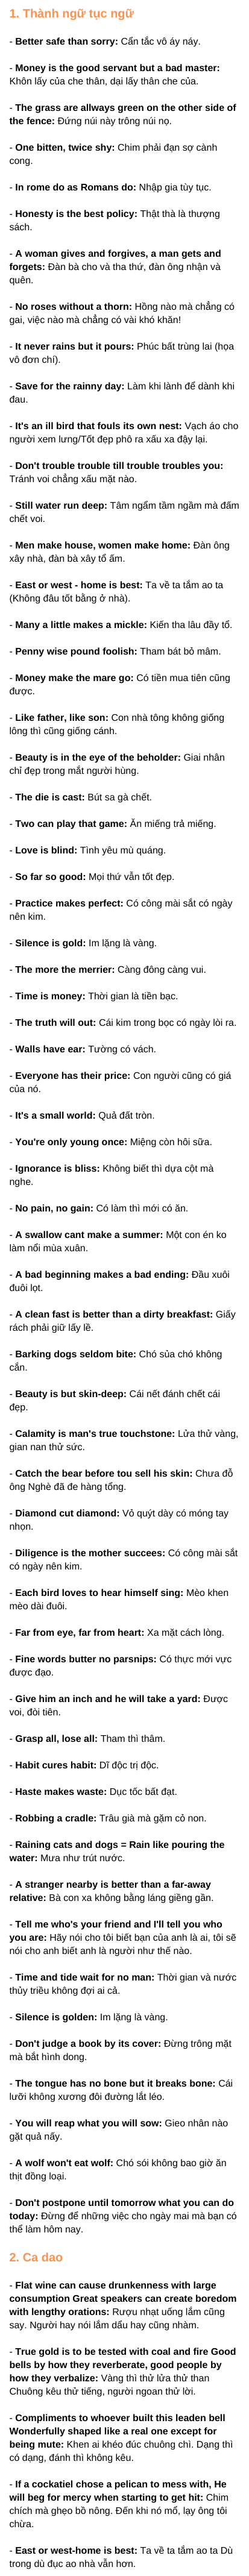 1. Thành ngữ tục ngữ
- Better safe than sorry: Cẩn tắc vô áy náy.
- Money is the good servant but a bad master:
Khôn lấy của che thân, dại lấy thân che của.
- The grass are allways green on the other side of
the fence: Đứng núi này trông núi nọ.
- One bitten, twice shy: Chim phải đạn sợ cành
cong.
- In rome do as Romans do: Nhập gia tùy tục.
- Honesty is the best policy: Thật thà là thượng
sách.
- A woman gives and forgives, a man gets and
forgets: Đàn bà cho và tha thứ, đàn ông nhận và
quên.
- No roses without a thorn: Hồng nào mà chẳng có
gai, việc nào mà chẳng có vài khó khăn!
- It never rains but it pours: Phúc bất trùng lai (họa
vô đơn chí).
- Save for the rainny day: Làm khi lành để dành khi
đau.
- It's an ill bird that fouls its own nest: Vạch áo cho
người xem lưng/Tốt đẹp phô ra xấu xa đậy lại.
- Don't trouble trouble till trouble troubles you:
Tránh voi chẳng xấu mặt nào.
- Still water run deep: Tâm ngẩm tầm ngầm mà đấm
chết voi.
- Men make house, women make home: Đàn ông
xây nhà, đàn bà xây tổ ấm.
- East or west - home is best: Ta về ta tắm ao ta
(Không đâu tốt bằng ở nhà).
- Many a little makes a mickle: Kiến tha lâu đầy tổ.
- Penny wise pound foolish: Tham bát bỏ mâm.
- Money make the mare go: Có tiền mua tiên cũng
được.
- Like father, like son: Con nhà tông không giống
lông thì cũng giống cánh.
- Beauty is in the eye of the beholder: Giai nhân
chỉ đẹp trong mắt người hùng.
- The die is cast: Bút sa gà chết.
- Two can play that game: Ăn miếng trả miếng.
- Love is blind: Tình yêu mù quáng.
- So far so good: Mọi thứ vẫn tốt đẹp.
- Practice makes perfect: Có công mài sắt có ngày
nên kim.
- Silence is gold: Im lặng là vàng.
- The more the merrier: Càng đông càng vui.
- Time is money: Thời gian là tiền bạc.
- The truth will out: Cái kim trong bọc có ngày lòi ra.
- Walls have ear: Tường có vách.
- Everyone has their price: Con người cũng có giá
của nó.
- It's a small world: Quả đất tròn.
- You're only young once: Miệng còn hôi sữa.
- Ignorance is bliss: Không biết thì dựa cột mà
nghe.
- No pain, no gain: Có làm thì mới có ăn.
- A swallow cant make a summer: Một con én ko
làm nổi mùa xuân.
- A bad beginning makes a bad ending: Đầu xuôi
đuôi lọt.
- A clean fast is better than a dirty breakfast: Giấy
rách phải giữ lấy lề.
- Barking dogs seldom bite: Chó sủa chó không
cắn.
- Beauty is but skin-deep: Cái nết đánh chết cái
đẹp.
- Calamity is man's true touchstone: Lửa thử vàng,
gian nan thử sức.
- Catch the bear before tou sell his skin: Chưa đỗ
ông Nghè đã đe hàng tổng.
- Diamond cut diamond: Vỏ quýt dày có móng tay
nhọn.
- Diligence is the mother succees: Có công mài sắt
có ngày nên kim.
- Each bird loves to hear himself sing: Mèo khen
mèo dài đuôi.
- Far from eye, far from heart: Xa mặt cách lòng.
- Fine words butter no parsnips: Có thực mới vực
được đạo.
- Give him an inch and he will take a yard: Được
voi, đòi tiên.
- Grasp all, lose all: Tham thì thâm.
- Habit cures habit: Dĩ độc trị độc.
- Haste makes waste: Dục tốc bất đạt.
- Robbing a cradle: Trâu già mà gặm cỏ non.
- Raining cats and dogs = Rain like pouring the
water: Mưa như trút nước.
- A stranger nearby is better than a far-away
relative: Bà con xa không bằng láng giềng gần.
- Tell me who's your friend and I'll tell you who
you are: Hãy nói cho tôi biết bạn của anh là ai, tôi sẽ
nói cho anh biết anh là người như thế nào.
- Time and tide wait for no man: Thời gian và nước
thủy triều không đợi ai cả.
- Silence is golden: Im lặng là vàng.
- Don't judge a book by its cover: Đừng trông mặt
mà bắt hình dong.
- The tongue has no bone but it breaks bone: Cái
lưỡi không xương đôi đường lắt léo.
- You will reap what you will sow: Gieo nhân nào
gặt quả nấy.
- A wolf won't eat wolf: Chó sói không bao giờ ăn
thịt đồng loại.
- Don't postpone until tomorrow what you can do
today: Đừng để những việc cho ngày mai mà bạn có
thể làm hôm nay.
2. Ca dao
- Flat wine can cause drunkenness with large
consumption Great speakers can create boredom
with lengthy orations: Rượu nhạt uống lắm cũng
say. Người hay nói lắm dẩu hay cũng nhàm.
- True gold is to be tested with coal and fire Good
bells by how they reverberate, good people by
how they verbalize: Vàng thì thử lửa thử than
Chuông kêu thử tiếng, người ngoan thử lời.
- Compliments to whoever built this leaden bell
Wonderfully shaped like a real one except for
being mute: Khen ai khéo đúc chuông chì. Dạng thì
có dạng, đánh thì không kêu.
- If a cockatiel chose a pelican to mess with, He
will beg for mercy when starting to get hit: Chim
chích mà ghẹo bồ nông. Đến khi nó mổ, lạy ông tôi
chừa.
- East or west-home is best: Ta về ta tắm ao ta Dù
trong dù đục ao nhà vẫn hơn.